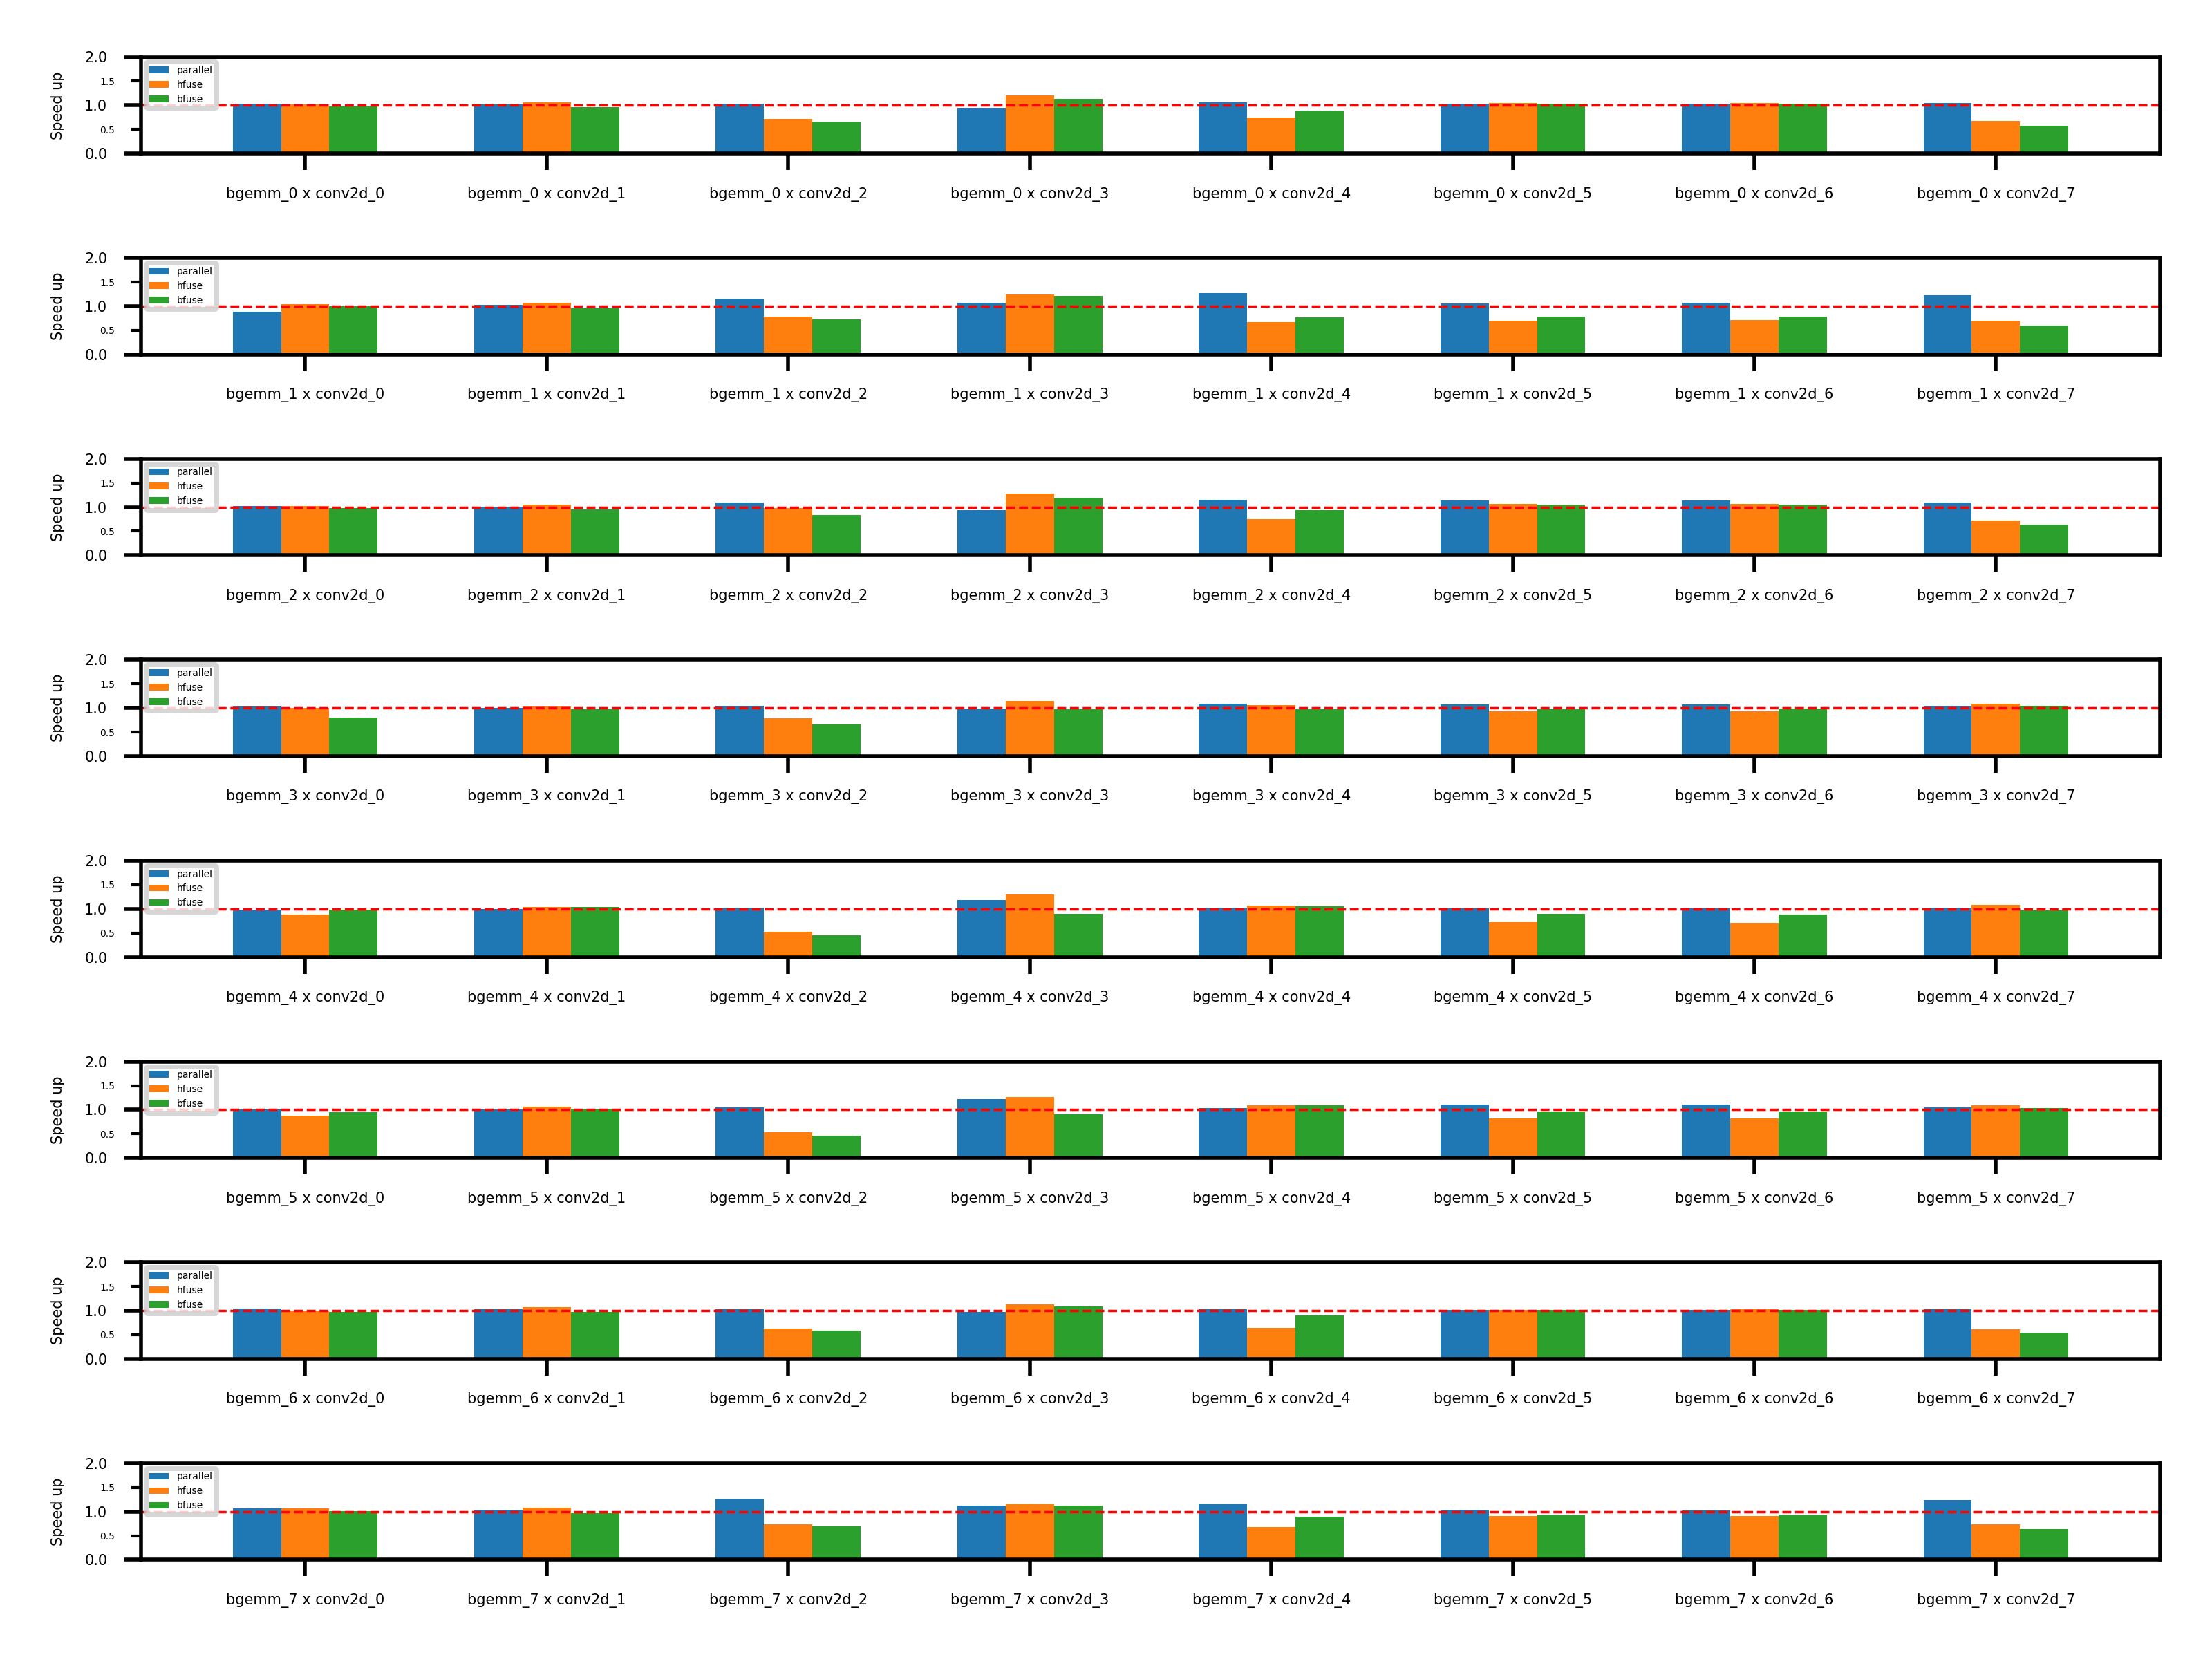 Speed up
2.0
1.5
1.0
0.5
0.0
parallel
hfuse
bfuse
bgemm_0 x conv2d_0 bgemm_0 x conv2d_1 bgemm_0 x conv2d_2 bgemm_0 x conv2d_3 bgemm_0 x conv2d_4 bgemm_0 x conv2d_5 bgemm_0 x conv2d_6 bgemm_0 x conv2d_7
Speed up
2.0
1.5
1.0
0.5
0.0
parallel
hfuse
bfuse
bgemm_1 x conv2d_0 bgemm_1 x conv2d_1 bgemm_1 x conv2d_2 bgemm_1 x conv2d_3 bgemm_1 x conv2d_4 bgemm_1 x conv2d_5 bgemm_1 x conv2d_6 bgemm_1 x conv2d_7
Speed up
2.0
1.5
1.0
0.5
0.0
parallel
hfuse
bfuse
bgemm_2 x conv2d_0 bgemm_2 x conv2d_1 bgemm_2 x conv2d_2 bgemm_2 x conv2d_3 bgemm_2 x conv2d_4 bgemm_2 x conv2d_5 bgemm_2 x conv2d_6 bgemm_2 x conv2d_7
Speed up
2.0
1.5
1.0
0.5
0.0
parallel
hfuse
bfuse
bgemm_3 x conv2d_0 bgemm_3 x conv2d_1 bgemm_3 x conv2d_2 bgemm_3 x conv2d_3 bgemm_3 x conv2d_4 bgemm_3 x conv2d_5 bgemm_3 x conv2d_6 bgemm_3 x conv2d_7
Speed up
2.0
1.5
1.0
0.5
0.0
parallel
hfuse
bfuse
bgemm_4 x conv2d_0 bgemm_4 x conv2d_1 bgemm_4 x conv2d_2 bgemm_4 x conv2d_3 bgemm_4 x conv2d_4 bgemm_4 x conv2d_5 bgemm_4 x conv2d_6 bgemm_4 x conv2d_7
Speed up
2.0
1.5
1.0
0.5
0.0
parallel
hfuse
bfuse
bgemm_5 x conv2d_0 bgemm_5 x conv2d_1 bgemm_5 x conv2d_2 bgemm_5 x conv2d_3 bgemm_5 x conv2d_4 bgemm_5 x conv2d_5 bgemm_5 x conv2d_6 bgemm_5 x conv2d_7
Speed up
2.0
1.5
1.0
0.5
0.0
parallel
hfuse
bfuse
bgemm_6 x conv2d_0 bgemm_6 x conv2d_1 bgemm_6 x conv2d_2 bgemm_6 x conv2d_3 bgemm_6 x conv2d_4 bgemm_6 x conv2d_5 bgemm_6 x conv2d_6 bgemm_6 x conv2d_7
Speed up
2.0
1.5
1.0
0.5
0.0
parallel
hfuse
bfuse
bgemm_7 x conv2d_0 bgemm_7 x conv2d_1 bgemm_7 x conv2d_2 bgemm_7 x conv2d_3 bgemm_7 x conv2d_4 bgemm_7 x conv2d_5 bgemm_7 x conv2d_6 bgemm_7 x conv2d_7